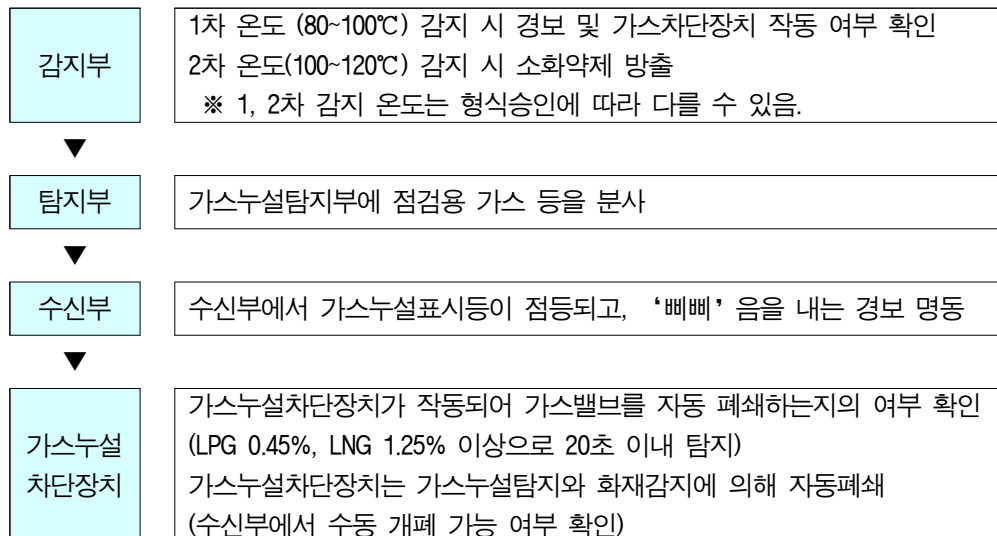 감지부
1차 온도 (80~100℃) 감지 시 경보 및 가스차단장치 작동 여부 확인
2차 온도(100~120℃) 감지 시 소화약제 방출
※ 1, 2차 감지 온도는 형식승인에 따라 다를 수 있음.
▼
탐지부
가스누설탐지부에 점검용 가스 등을 분사
▼
수신부
수신부에서 가스누설표시등이 점등되고, ‘삐삐’음을 내는 경보 명동
▼
가스누설
차단장치
가스누설차단장치가 작동되어 가스밸브를 자동 폐쇄하는지의 여부 확인
(LPG 0.45%, LNG 1.25% 이상으로 20초 이내 탐지)
가스누설차단장치는 가스누설탐지와 화재감지에 의해 자동폐쇄
(수신부에서 수동 개폐 가능 여부 확인)